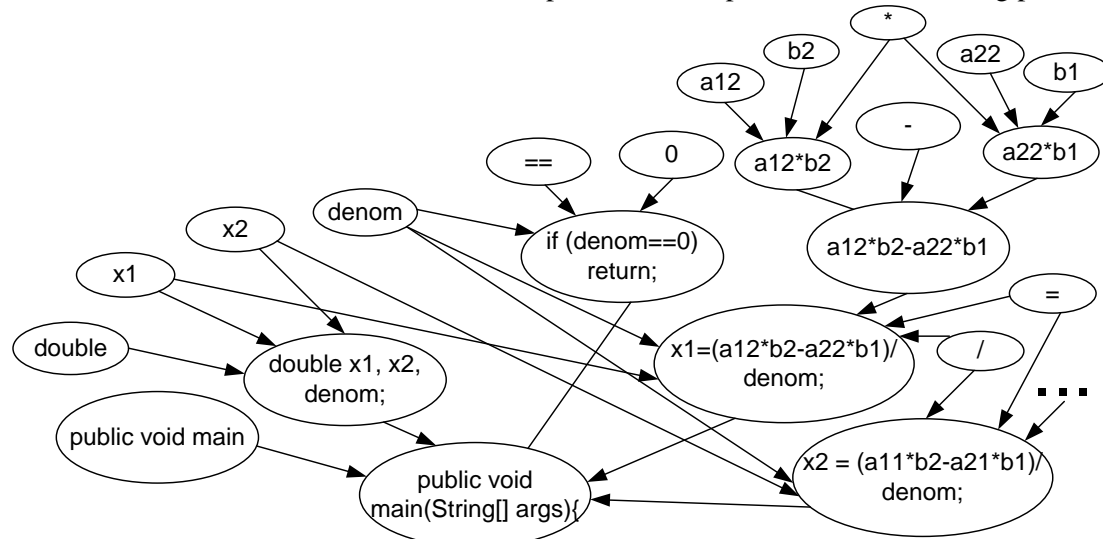 *
b2
a22
a12
b1
-
==
0
a12*b2
a22*b1
denom
x2
if (denom==0)
return;
a12*b2-a22*b1
x1
=
double
double x1, x2,
denom;
x1=(a12*b2-a22*b1)/
denom;
/
...
public void main
x2 = (a11*b2-a21*b1)/
denom;
public void
main(String[] args){